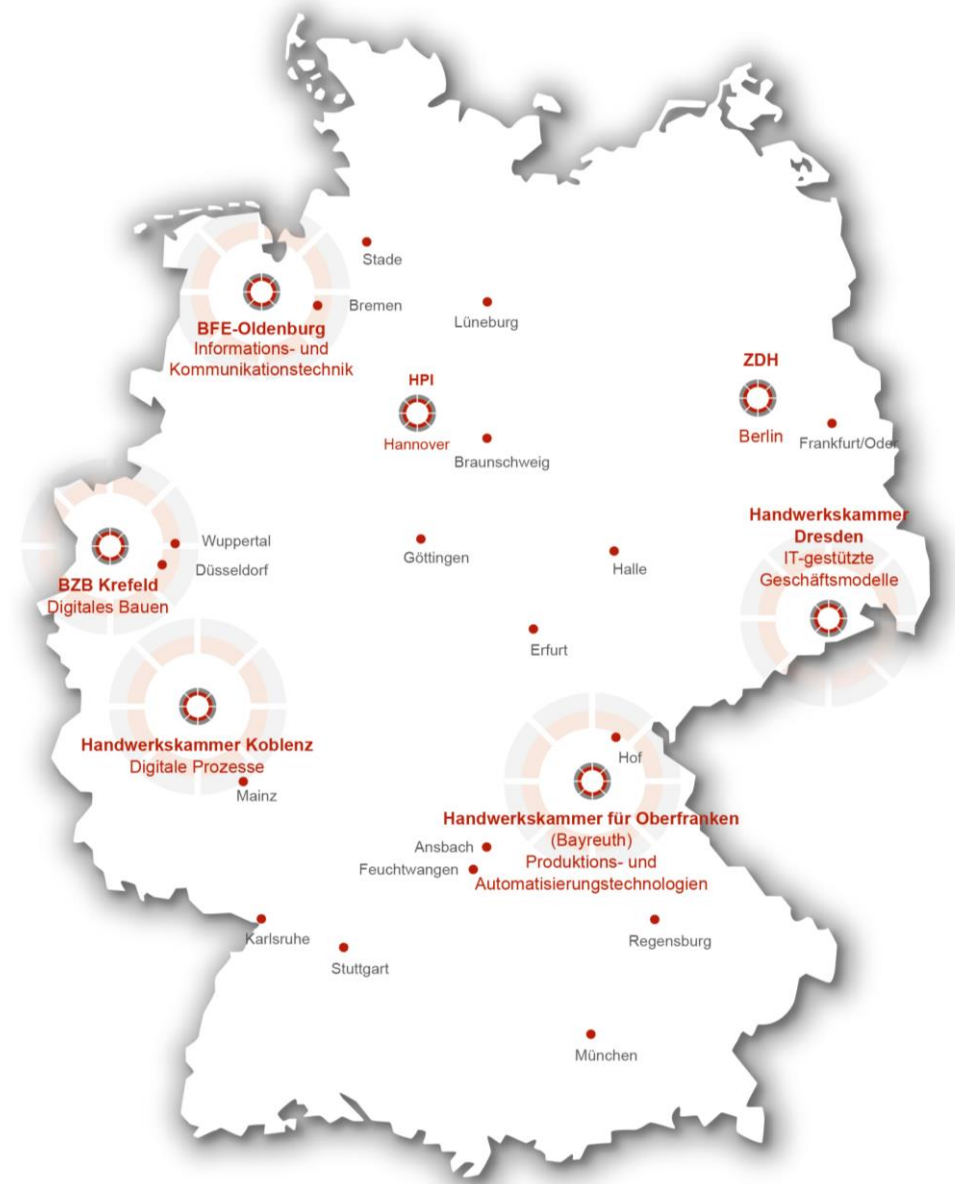 Stade
Bremen
Lüneburg
BFE-Oldenburg
Informations- und
Kommunikationstechnik
ZDH
Berlin
HPI
Hannover
Frankfurt/Oder
Braunschweig
Handwerkskammer
Dresden
IT-gestützte
Geschäftsmodelle
Wuppertal
Düsseldorf
BZB Krefeld
Digitales Bauen
Göttingen
Halle
Erfurt
Handwerkskammer Koblenz
Digitale Prozesse
Mainz
Hof
Handwerkskammer für Oberfranken
(Bayreuth)
Produktions- und
Automatisierungstechnologien
Ansbach
Feuchtwangen
Karlsruhe
Stuttgart
Regensburg
München